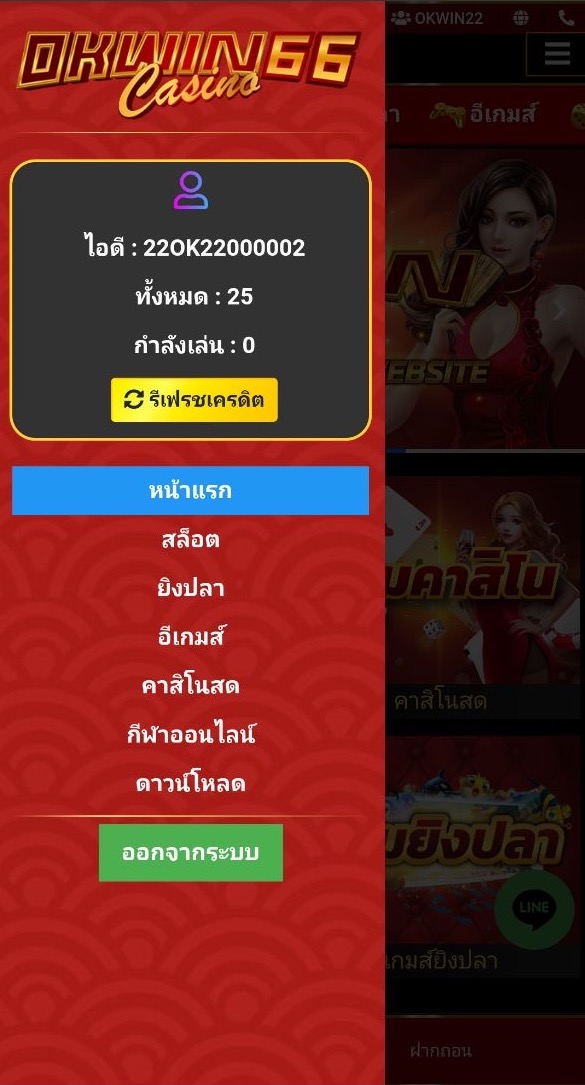 OKWIN66
Casino
ไอดี : 22OK22000002
ทั้งหมด : 25
กำลังเล่น : 0
รีเฟรชเครดิต
หน้าแรก
สล็อต
ยิงปลา
อีเกมส์
คาสิโนสด
กีฬาออนไลน์
ดาวน์โหลด
ออกจากระบบ
OKWIN22
อีเกมส์
คาสิโน
คาสิโนสด
ยิงปลา
LINE
เกมส์ยิงปลา
ฝากถอน